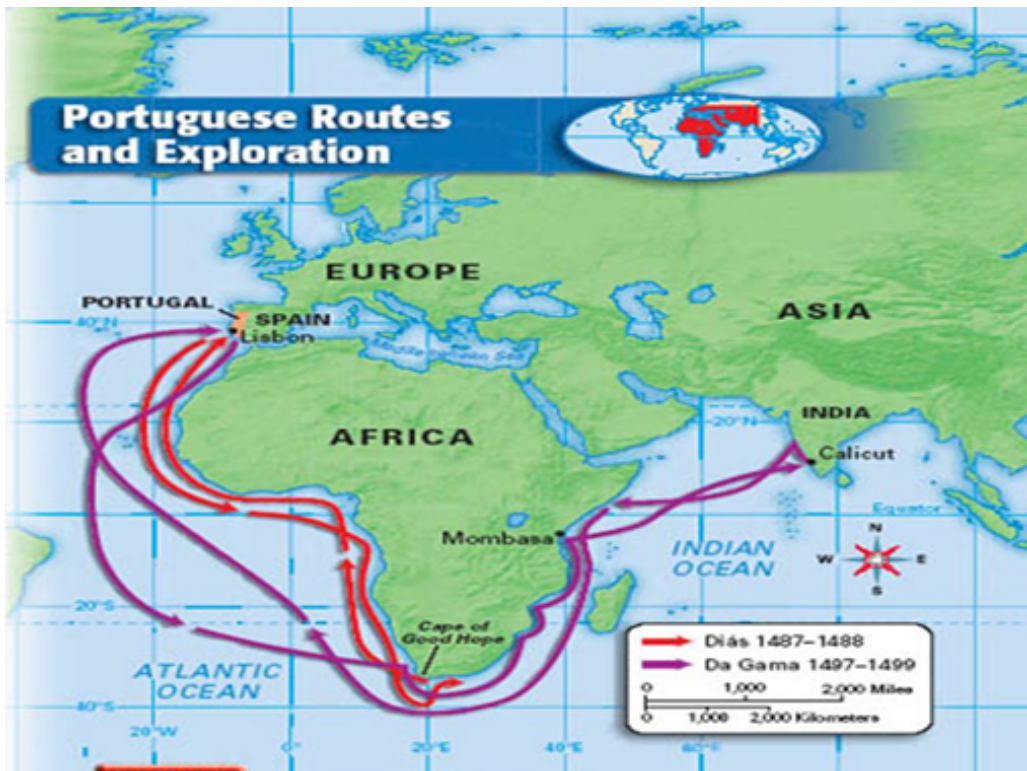 Portuguese Routes
and Exploration
EUROPE
ASIA
PORTUGAL
SPAIN
40°N
Lisbon
Mediterranean Sea
INDIA
20°N
AFRICA
Calicut
Equator
Mombasa
INDIAN
OCEAN
N
W
E
S
20°S
Cape of
Good Hope
ATLANTIC
OCEAN
40°S
20°W
0°
20°E
40°E
60°E
Diás 1487–1488
Da Gama 1497–1499
0 1,000 2,000 Miles
0 1,000 2,000 Kilometers